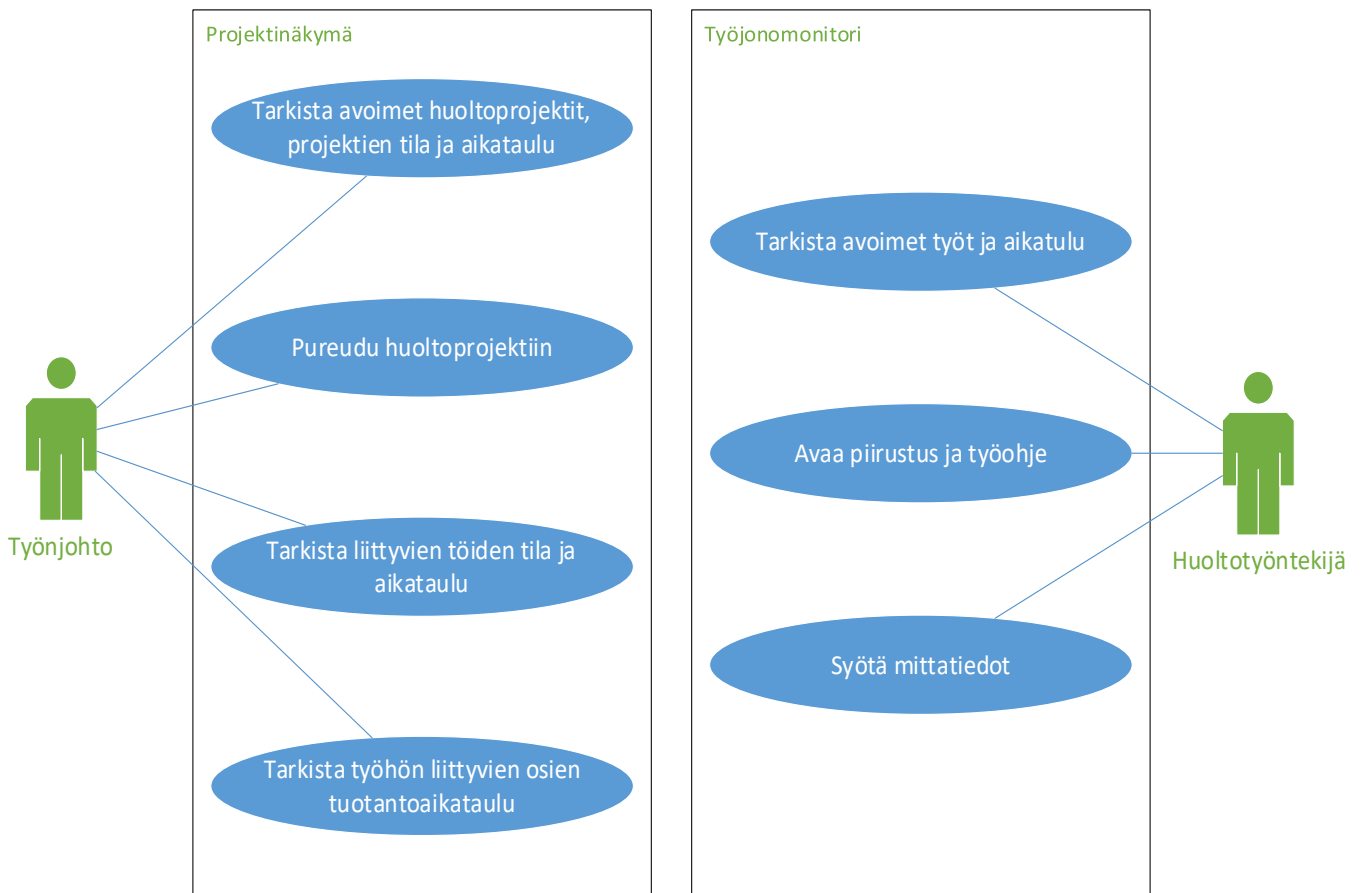 Projektinäkymä
Tarkista avoimet huoltoprojektit,
projektien tila ja aikataulu
Pureudu huoltoprojektiin
Tarkista liittyvien töiden tila ja
aikataulu
Tarkista työhön liittyvien osien
tuotantoaikataulu
Työnjohto
Työjonomonitori
Tarkista avoimet työt ja aikatulu
Avaa piirustus ja työohje
Syötä mittatiedot
Huoltotyöntekijä